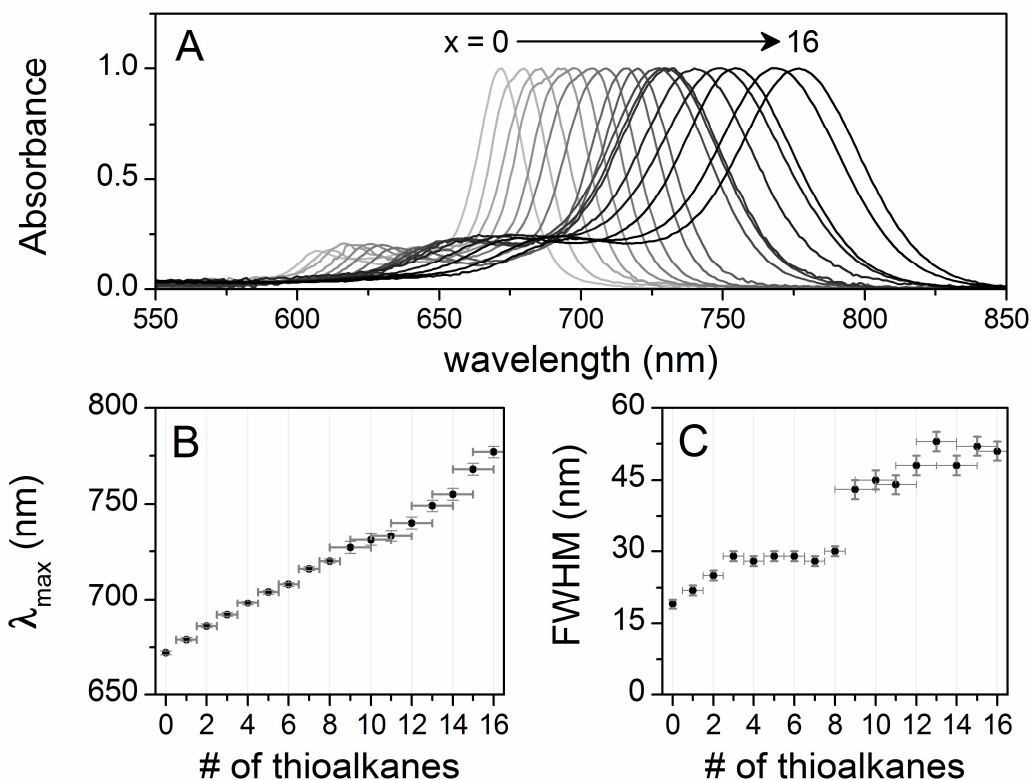 A
x = 0 16
Absorbance
1.0
0.5
0.0
550 600 650 700 750 800 850
wavelength (nm)
B
λmax (nm)
800
750
700
650
0 2 4 6 8 10 12 14 16
# of thioalkanes
C
FWHM (nm)
60
45
30
15
0
0 2 4 6 8 10 12 14 16
# of thioalkanes